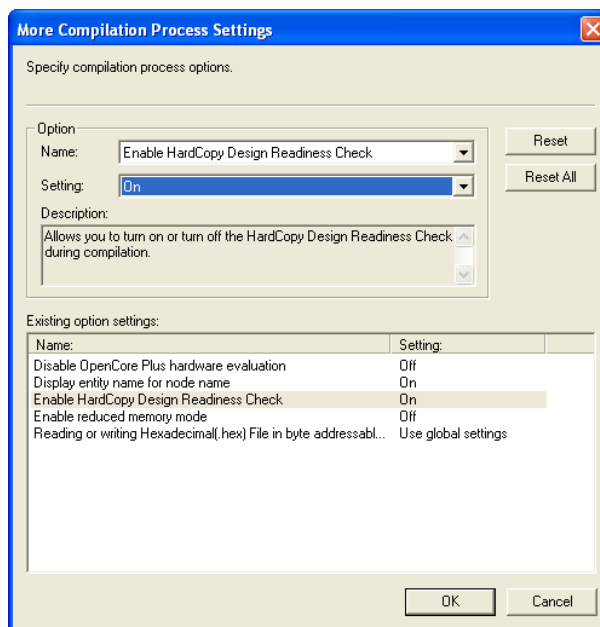 More Compilation Process Settings
Specify compilation process options.
Option
Name:
Enable HardCopy Design Readiness Check
Reset
Setting:
On
Reset All
Description:
Allows you to turn on or turn off the HardCopy Design Readiness Check
during compilation.
Existing option settings:
Name: Setting:
Disable OpenCore Plus hardware evaluation Off
Display entity name for node name On
Enable HardCopy Design Readiness Check On
Enable reduced memory mode Off
Reading or writing Hexadecimal(.hex) File in byte addressabl... Use global settings
OK Cancel